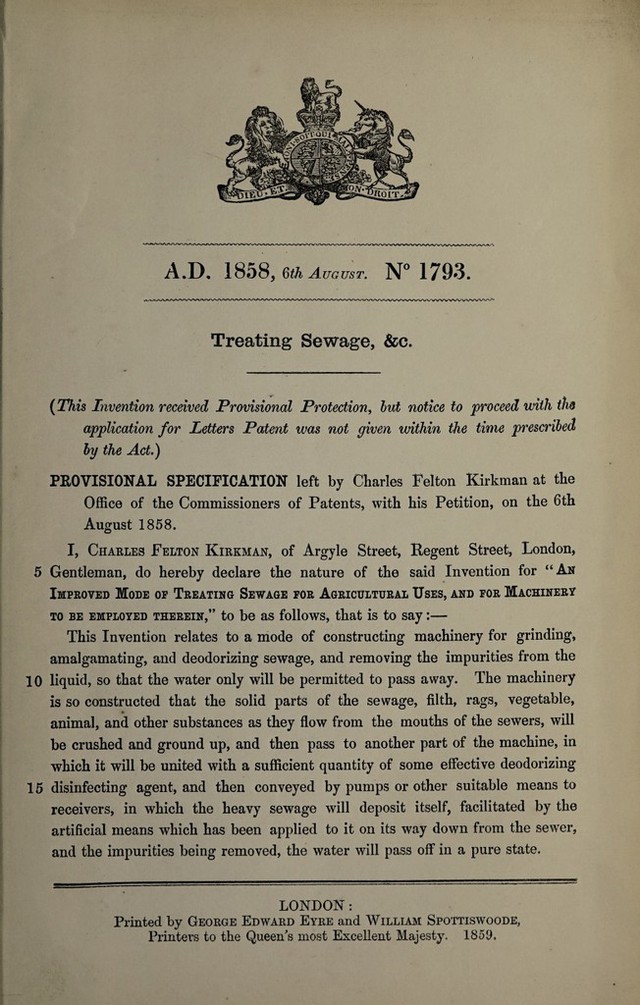 HONI SOIT QUI MAL
DIEU ET MON DROIT.
A.D. 1858, 6th AUGUST. No 1793.
Treating Sewage, &c.
(This Invention received Provisional Protection, but notice to proceed with the
application for Letters Patent was not given within the time prescribed
by the Act.)
PROVISIONAL SPECIFICATION left by Charles Felton Kirkman at the
Office of the Commissioners of Patents, with his Petition, on the 6th
August 1858.
I, CHARLES FELTON KIRKMAN, of Argyle Street, Regent Street, London,
5 Gentleman, do hereby declare the nature of the said Invention for “AN
IMPROVED MODE OF TREATING SEWAGE FOR AGRICULTURAL USES, AND FOR MACHINERY
TO BE EMPLOYED THEREIN,” to be as follows, that is to say:—
This Invention relates to a mode of constructing machinery for grinding,
amalgamating, and deodorizing sewage, and removing the impurities from the
10 liquid, so that the water only will be permitted to pass away. The machinery
is so constructed that the solid parts of the sewage, filth, rags, vegetable,
animal, and other substances as they flow from the mouths of the sewers, will
be crushed and ground up, and then pass to another part of the machine, in
which it will be united with a sufficient quantity of some effective deodorizing
15 disinfecting agent, and then conveyed by pumps or other suitable means to
receivers, in which the heavy sewage will deposit itself, facilitated by the
artificial means which has been applied to it on its way down from the sewer,
and the impurities being removed, the water will pass off in a pure state.
LONDON:
Printed by GEORGE EDWARD EYRE and WILLIAM SPOTTISWOODE,
Printers to the Queen's most Excellent Majesty. 1859.